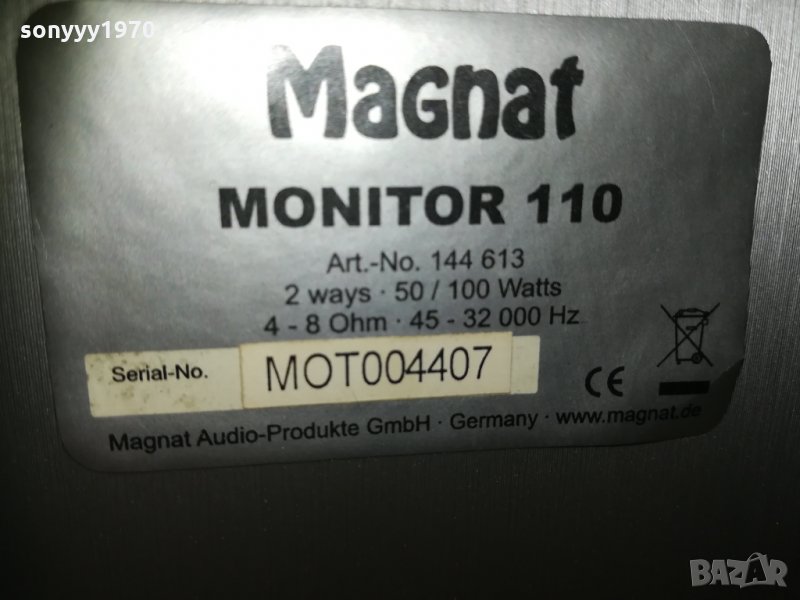 sonyyy1970
Magnat
MONITOR 110
Art.-No. 144 613
2 ways · 50 / 100 Watts
4 - 8 Ohm · 45 - 32 000 Hz
Serial-No. MOT004407
CE
Magnat Audio-Produkte GmbH · Germany · www.magnat.de
BAZAR